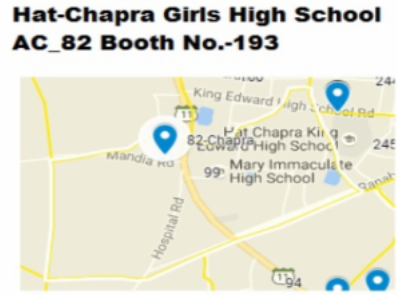 Hat-Chapra Girls High School
AC_82 Booth No.-193
King Edward High School Rd
11
244
Hat Chapra King
Edward High School
82-Chapra
245
Mandia Rd
99
Mary Immaculate
High School
Hospital Rd
11
94